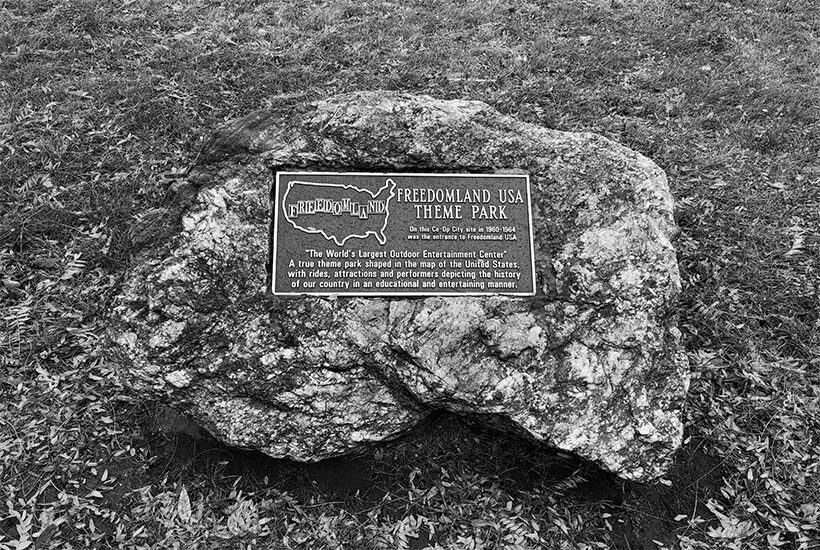 FREEDOMLAND
FREEDOMLAND USA
THEME PARK
On this Co-Op City site in 1960-1964
was the entrance to Freedomland USA
"The World's Largest Outdoor Entertainment Center"
A true theme park shaped in the map of the United States,
with rides, attractions and performers depicting the history
of our country in an educational and entertaining manner.